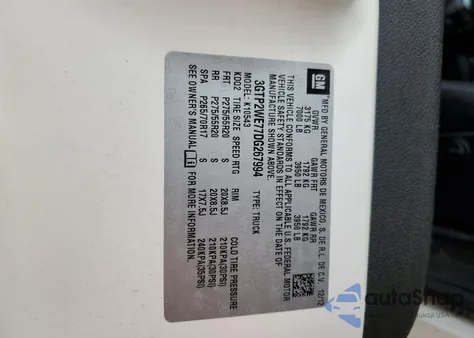 GM
MFD BY GENERAL MOTORS DE MEXICO, S. DE R.L. DE C.V. 12/12
GVWR GAWR FRT GAWR RR
3175 KG 1792 KG 1792 KG
7000 LB 3950 LB 3950 LB
THIS VEHICLE CONFORMS TO ALL APPLICABLE U.S. FEDERAL MOTOR
VEHICLE SAFETY STANDARDS IN EFFECT ON THE DATE OF
MANUFACTURE SHOWN ABOVE.
3GTP2WE77DG267994 TYPE: TRUCK
MODEL: K10543
KDD2 TIRE SIZE SPEED RTG RIM COLD TIRE PRESSURE
FRT P275/55R20 S 20X8.5J 210KPA(30PSI)
RR P275/55R20 S 20X8.5J 210KPA(30PSI)
SPA P265/70R17 S 17X7.5J 240KPA(35PSI)
SEE OWNER'S MANUAL
autoShop
USA